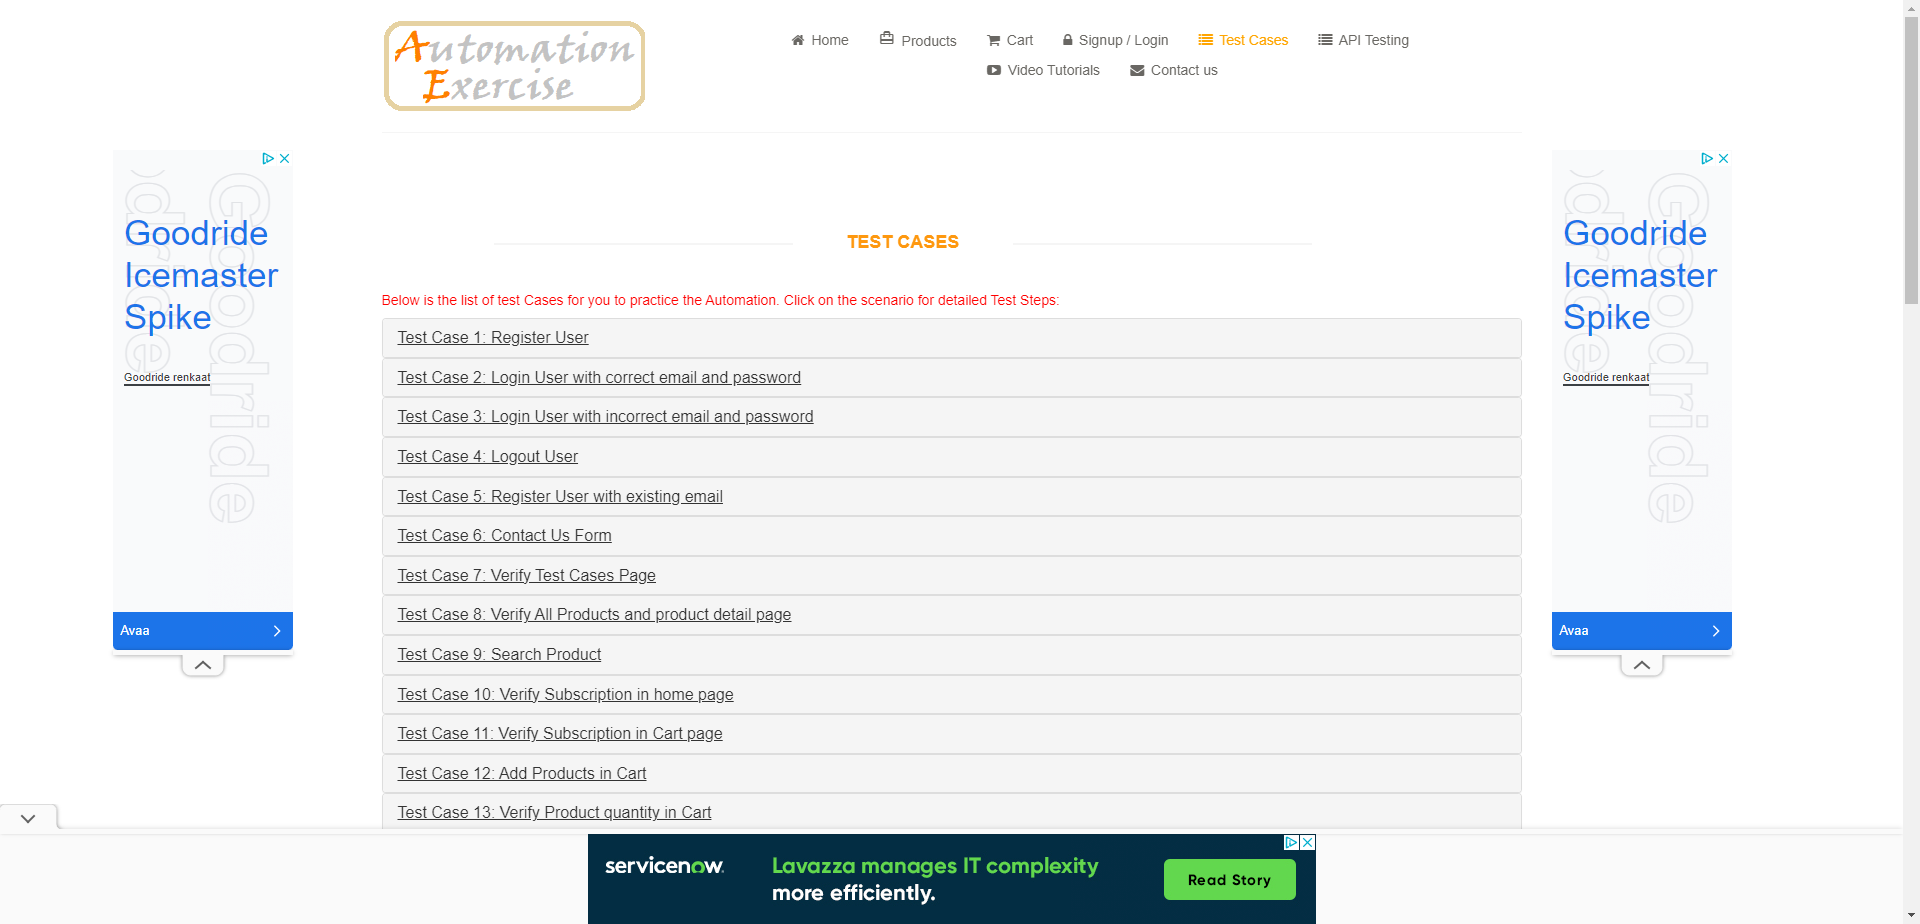 Automation
Exercise
Home
Products
Cart
Signup / Login
Test Cases
API Testing
Video Tutorials
Contact us
Goodride
Icemaster
Spike
Goodride renkaat
Goodride
Goodride
Avaa
TEST CASES
Below is the list of test Cases for you to practice the Automation. Click on the scenario for detailed Test Steps:
Test Case 1: Register User
Test Case 2: Login User with correct email and password
Test Case 3: Login User with incorrect email and password
Test Case 4: Logout User
Test Case 5: Register User with existing email
Test Case 6: Contact Us Form
Test Case 7: Verify Test Cases Page
Test Case 8: Verify All Products and product detail page
Test Case 9: Search Product
Test Case 10: Verify Subscription in home page
Test Case 11: Verify Subscription in Cart page
Test Case 12: Add Products in Cart
Test Case 13: Verify Product quantity in Cart
Goodride
Icemaster
Spike
Goodride renkaat
Goodride
Goodride
Avaa
servicenow.
Lavazza manages IT complexity
more efficiently.
Read Story